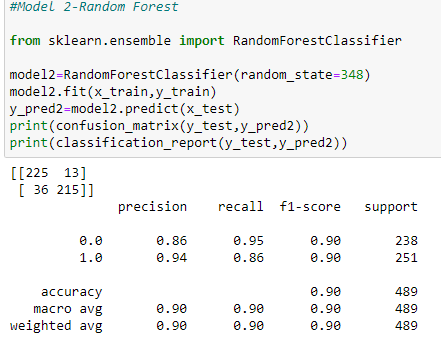 #Model 2-Random Forest
from sklearn.ensemble import RandomForestClassifier
model2=RandomForestClassifier(random_state=348)
model2.fit(x_train,y_train)
y_pred2=model2.predict(x_test)
print(confusion_matrix(y_test,y_pred2))
print(classification_report(y_test,y_pred2))
[[225 13]
[ 36 215]]
precision recall f1-score support
0.0 0.86 0.95 0.90 238
1.0 0.94 0.86 0.90 251
accuracy 0.90 489
macro avg 0.90 0.90 0.90 489
weighted avg 0.90 0.90 0.90 489